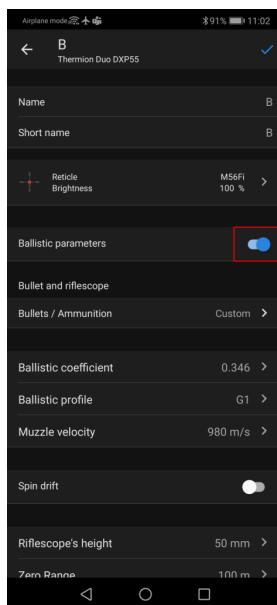 Airplane mode 91% 11:02
B
Thermion Duo DXP55
Name B
Short name B
Reticle M56Fi
Brightness 100 %
Ballistic parameters
Bullet and riflescope
Bullets / Ammunition Custom
Ballistic coefficient 0.346
Ballistic profile G1
Muzzle velocity 980 m/s
Spin drift
Riflescope's height 50 mm
Zero Range 100 m